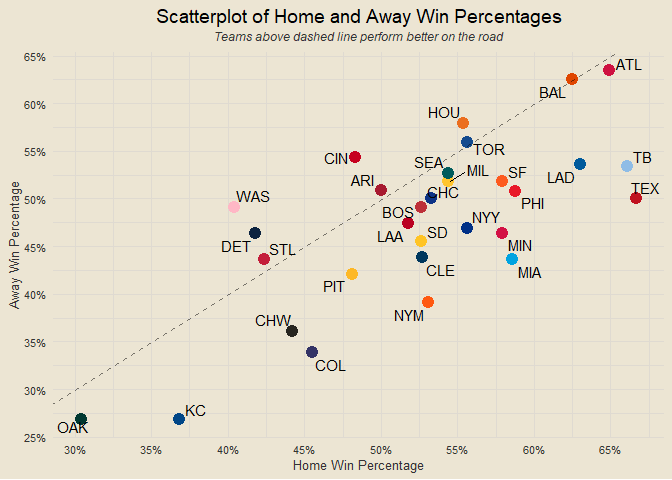 Scatterplot of Home and Away Win Percentages
Teams above dashed line perform better on the road
65%
60%
55%
50%
45%
40%
35%
30%
25%
Away Win Percentage
ATL
BAL
HOU
TOR
CIN
SEA
MIL
SF
LAD
TB
TEX
ARI
CHC
PHI
WAS
BOS
NYY
DET
LAA
SD
MIN
STL
CLE
MIA
PIT
NYM
CHW
COL
KC
OAK
30%
35%
40%
45%
50%
55%
60%
65%
Home Win Percentage